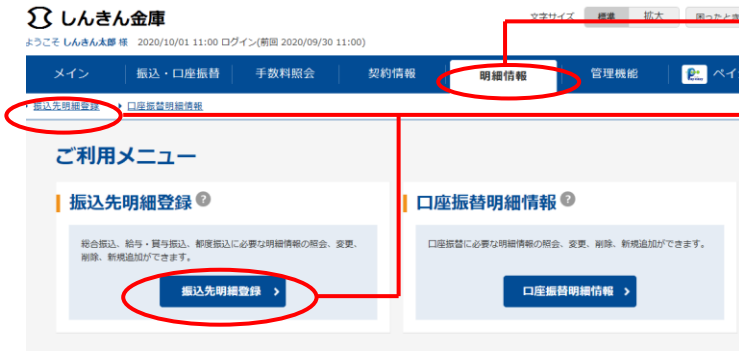 しんきん金庫
文字サイズ 標準 拡大 困ったとき
ようこそ しんきん太郎 様 2020/10/01 11:00 ログイン(前回 2020/09/30 11:00)
メイン 振込・口座振替 手数料照会 契約情報 明細情報 管理機能 ペイ
振込先明細登録 口座振替明細情報
ご利用メニュー
振込先明細登録 ? 口座振替明細情報 ?
総合振込、給与・賞与振込、都度振込に必要な明細情報の照会、変更、
削除、新規追加ができます。
口座振替に必要な明細情報の照会、変更、削除、新規追加ができます。
振込先明細登録 口座振替明細情報